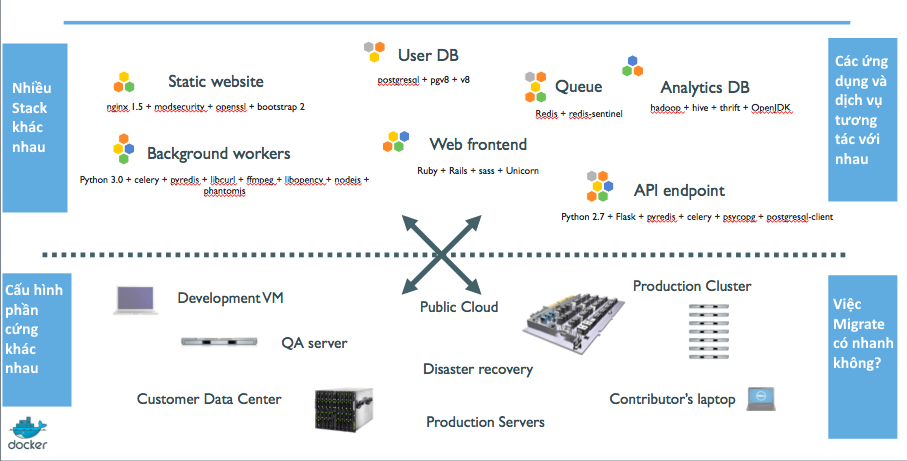 Nhiều
Stack
khác
nhau
Static website
nginx 1.5 + modsecurity + openssl + bootstrap 2
Background workers
Python 3.0 + celery + pyredis + libcurl + ffmpeg + libopencv + nodejs +
phantomjs
User DB
postgresql + pgv8 + v8
Web frontend
Ruby + Rails + sass + Unicorn
Queue
Redis + redis-sentinel
Analytics DB
hadoop + hive + thrift + OpenJDK
API endpoint
Python 2.7 + Flask + pyredis + celery + psycopg + postgresql-client
Các ứng
dụng và
dịch vụ
tương
tác với
nhau
Cấu hình
phần
cứng
khác
nhau
Development VM
QA server
Customer Data Center
Public Cloud
Disaster recovery
Production Servers
Production Cluster
Contributor's laptop
Việc
Migrate
có nhanh
không?
docker